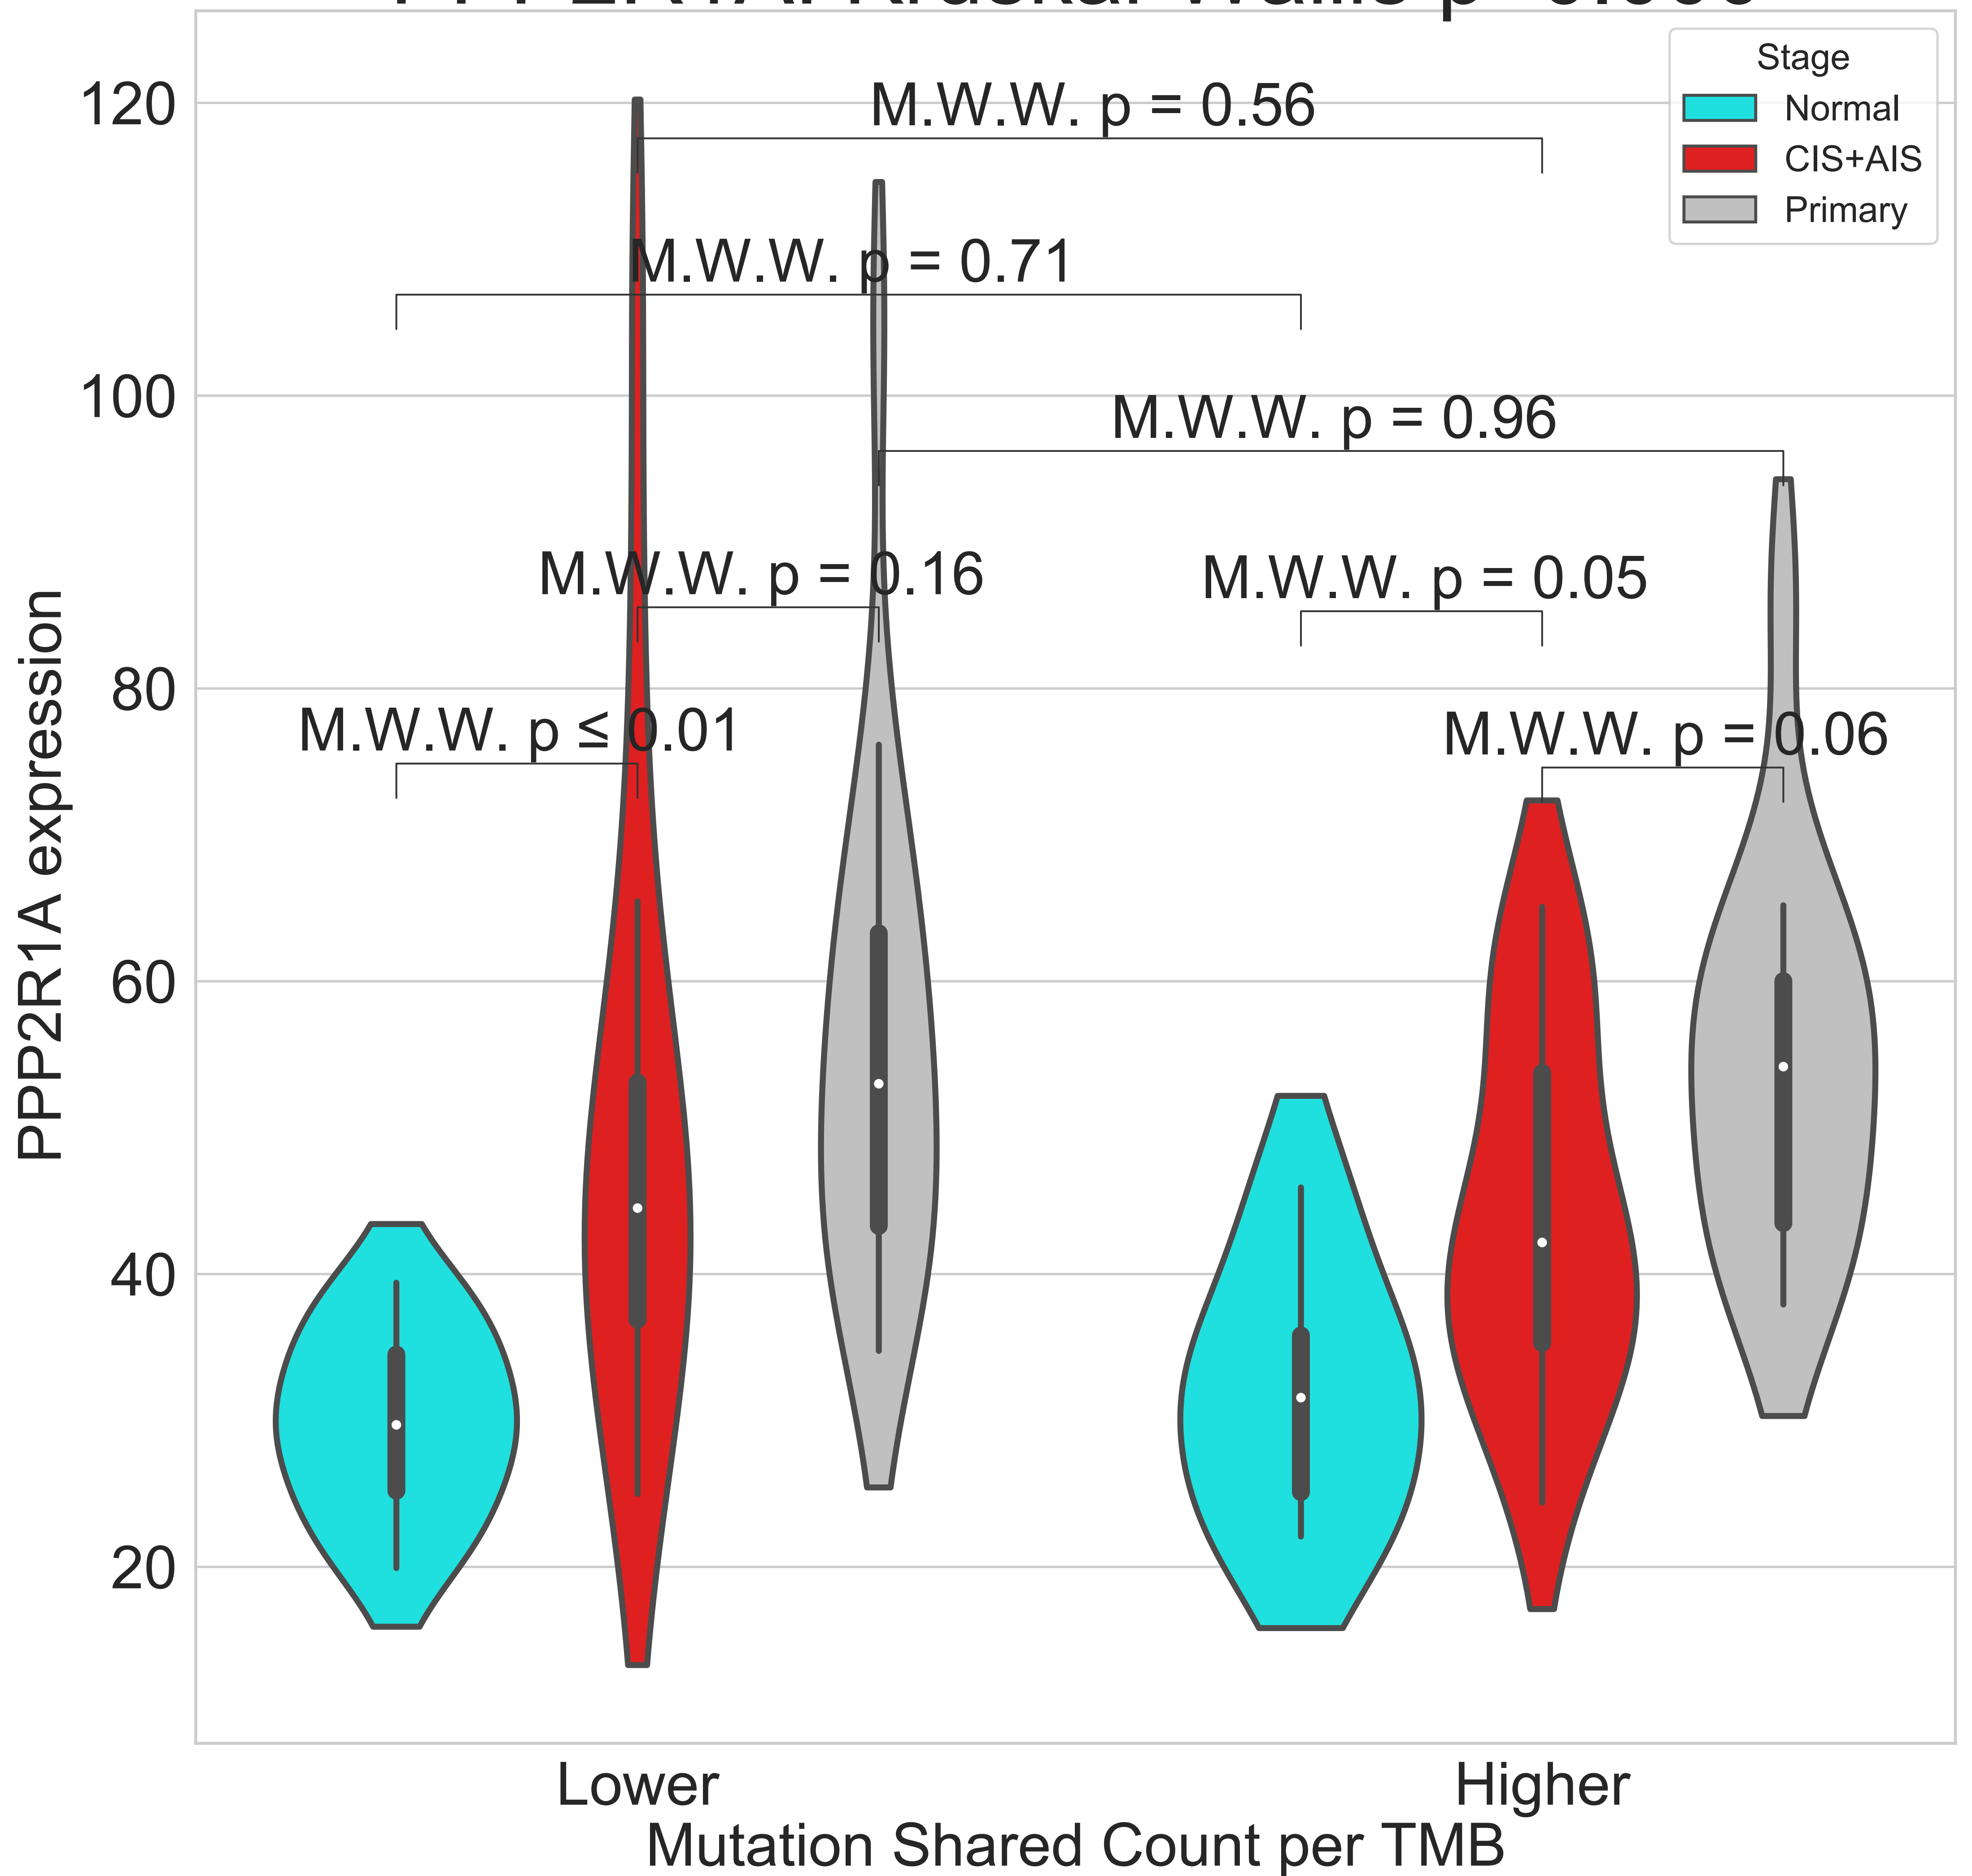 Stage
Normal
CIS+AIS
Primary
M.W.W. p = 0.56
M.W.W. p = 0.71
M.W.W. p = 0.96
M.W.W. p = 0.16
M.W.W. p = 0.05
M.W.W. p ≤ 0.01
M.W.W. p = 0.06
120
100
80
60
40
20
PPP2R1A expression
Lower
Higher
Mutation Shared Count per TMB